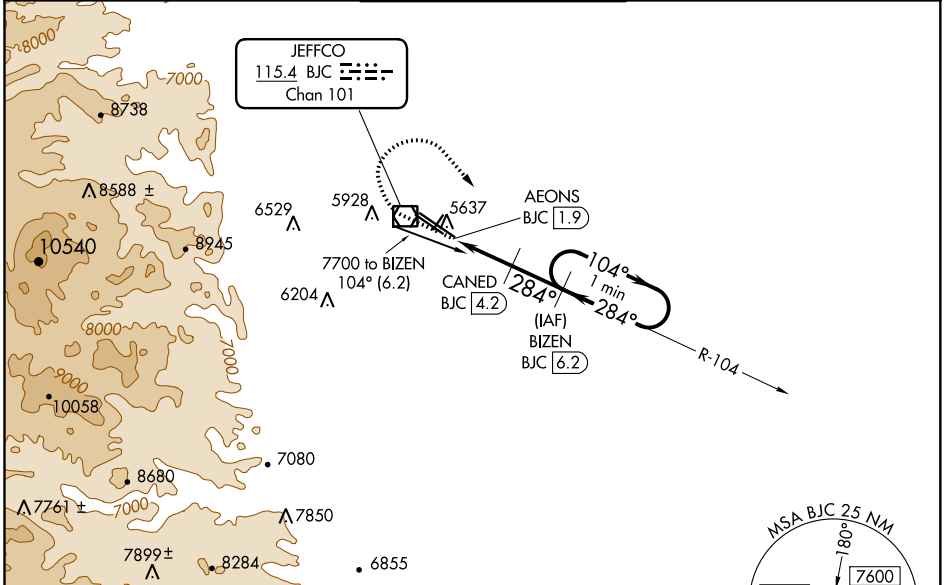 8000
7000
8738
JEFFCO
115.4 BJC
Chan 101
8588 ±
6529
5928
5637
AEONS
BJC 1.9
10540
8945
7700 to BIZEN
104° (6.2)
6204
CANED
BJC 4.2
284°
104°
1 min
284°
(IAF)
BIZEN
BJC 6.2
R-104
8000
7000
9000
10058
7080
8680
7761 ±
7000
7850
7899 ±
8284
6855
MSA BJC 25 NM
180°
7600